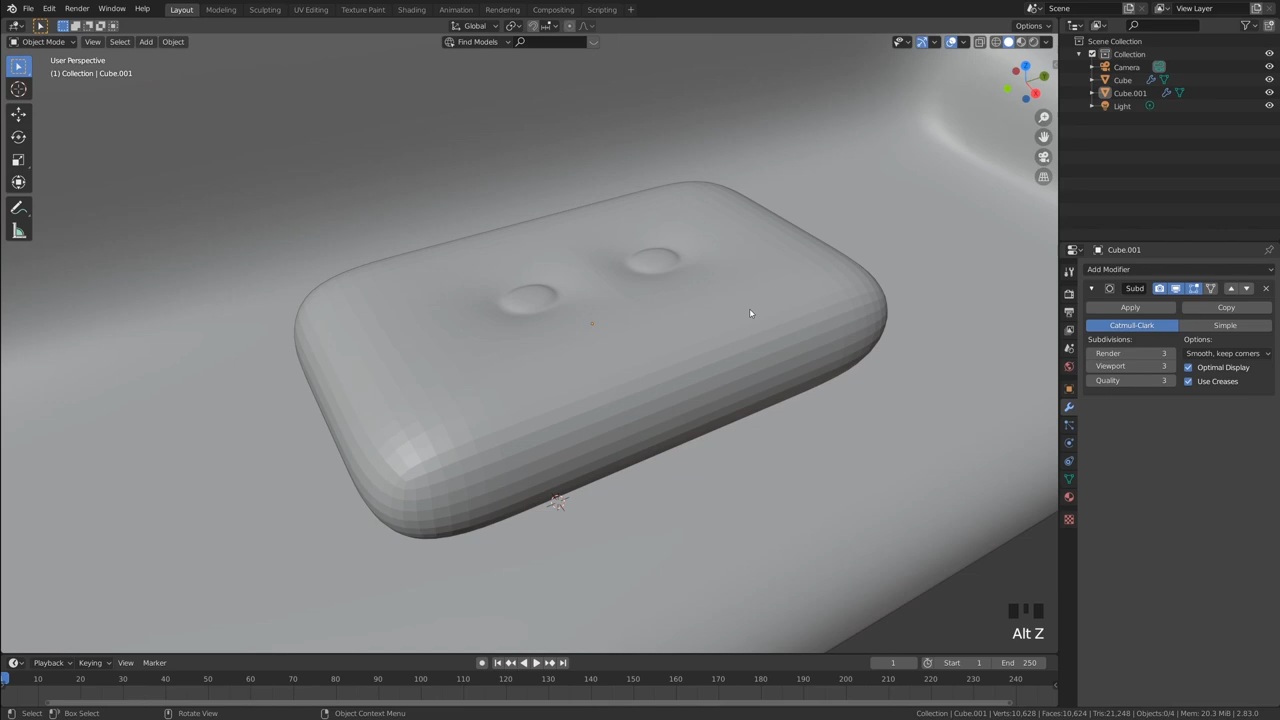 File Edit Render Window Help Layout Modeling Sculpting UV Editing Texture Paint Shading Animation Rendering Compositing Scripting + Scene View Layer
Global Options
Object Mode View Select Add Object Find Models
User Perspective
(1) Collection | Cube.001
Scene Collection
Collection
Camera
Cube
Cube.001
Light
Z
Y
X
Cube.001
Add Modifier
Subd
Apply Copy
Catmull-Clark Simple
Subdivisions: Options:
Render 3 Smooth, keep corners
Viewport 3 Optimal Display
Quality 3 Use Creases
Alt Z
Playback Keying View Marker 1 Start 1 End 250
10 20 30 40 50 60 70 80 90 100 110 120 130 140 150 160 170 180 190 200 210 220 230 240
Select Box Select Rotate View Object Context Menu Collection | Cube.001 | Verts:10,628 | Faces:10,624 | Tris:21,248 | Objects:0/4 | Mem: 20.3 MiB | 2.83.0